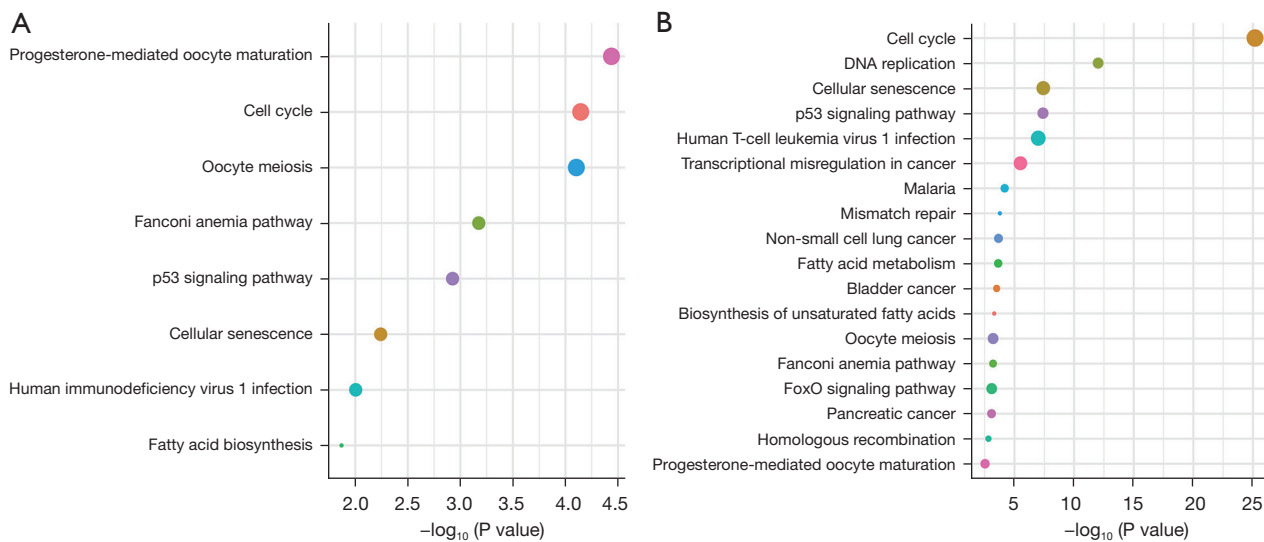 A
Progesterone-mediated oocyte maturation
Cell cycle
Oocyte meiosis
Fanconi anemia pathway
p53 signaling pathway
Cellular senescence
Human immunodeficiency virus 1 infection
Fatty acid biosynthesis
2.0 2.5 3.0 3.5 4.0 4.5
−log₁₀ (P value)
B
Cell cycle
DNA replication
Cellular senescence
p53 signaling pathway
Human T-cell leukemia virus 1 infection
Transcriptional misregulation in cancer
Malaria
Mismatch repair
Non-small cell lung cancer
Fatty acid metabolism
Bladder cancer
Biosynthesis of unsaturated fatty acids
Oocyte meiosis
Fanconi anemia pathway
FoxO signaling pathway
Pancreatic cancer
Homologous recombination
Progesterone-mediated oocyte maturation
5 10 15 20 25
−log₁₀ (P value)